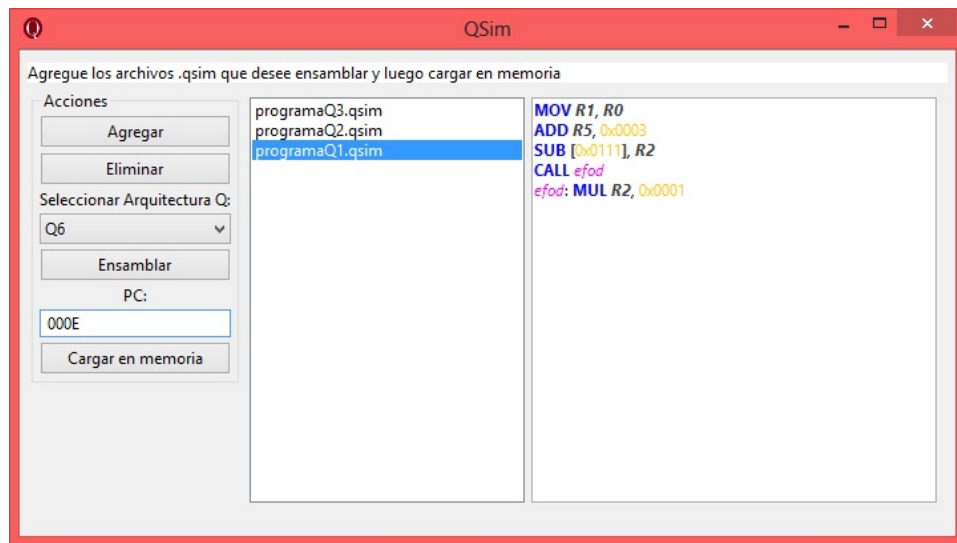 QSim
Agregue los archivos .qsim que desee ensamblar y luego cargar en memoria
Acciones
Agregar
Eliminar
Seleccionar Arquitectura Q:
Q6
Ensamblar
PC:
000E
Cargar en memoria
programaQ3.qsim
programaQ2.qsim
programaQ1.qsim
MOV R1, R0
ADD R5, 0x0003
SUB [0x0111], R2
CALL efod
efod: MUL R2, 0x0001